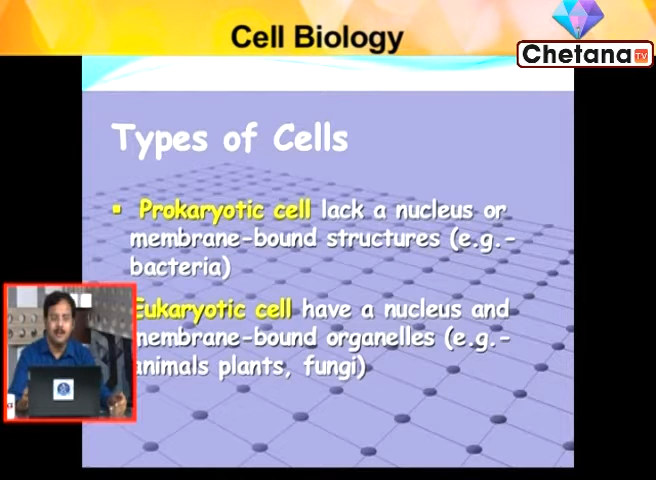 Cell Biology
Chetana TV
Types of Cells
Prokaryotic cell lack a nucleus or
membrane-bound structures (e.g.-
bacteria)
Eukaryotic cell have a nucleus and
membrane-bound organelles (e.g.-
animals plants, fungi)